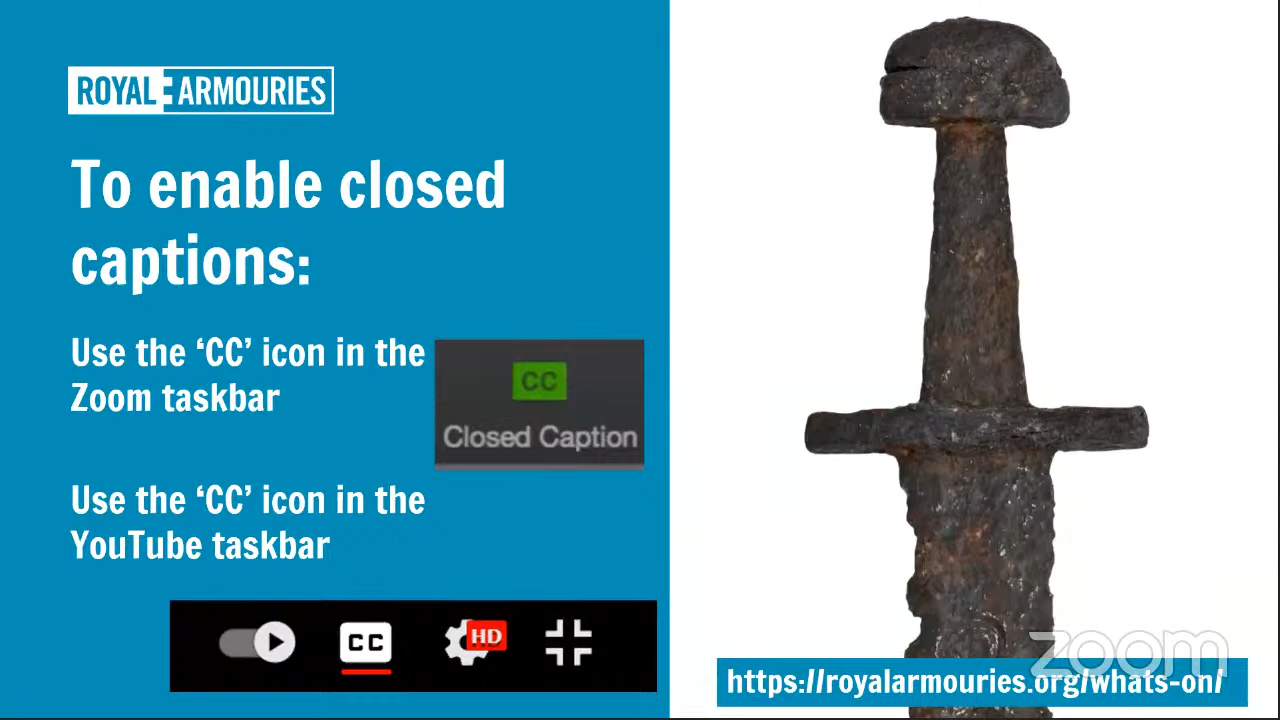 ROYAL ARMOURIES
To enable closed
captions:
Use the ‘CC’ icon in the
Zoom taskbar
CC
Closed Caption
Use the ‘CC’ icon in the
YouTube taskbar
CC
HD
zoom
https://royalarmouries.org/whats-on/